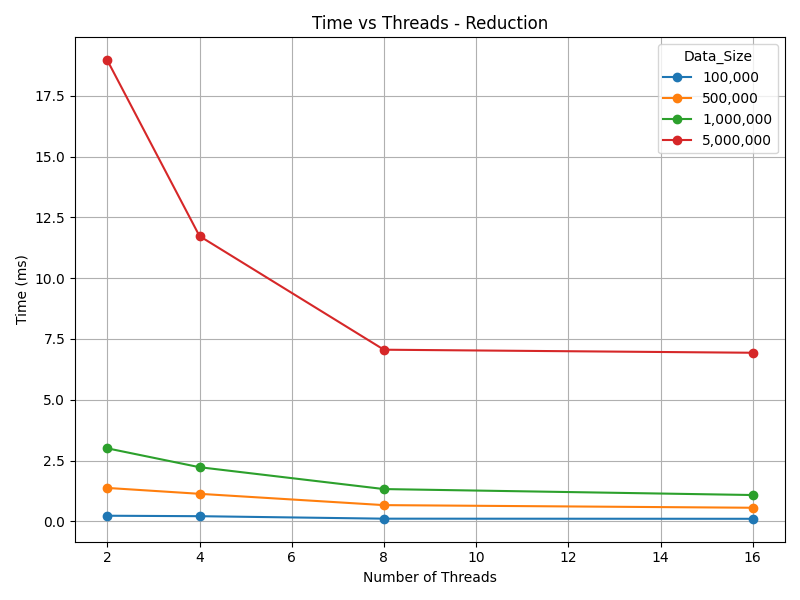 Time vs Threads - Reduction
Data_Size
100,000
500,000
1,000,000
5,000,000
17.5
15.0
12.5
10.0
7.5
5.0
2.5
0.0
Time (ms)
2 4 6 8 10 12 14 16
Number of Threads